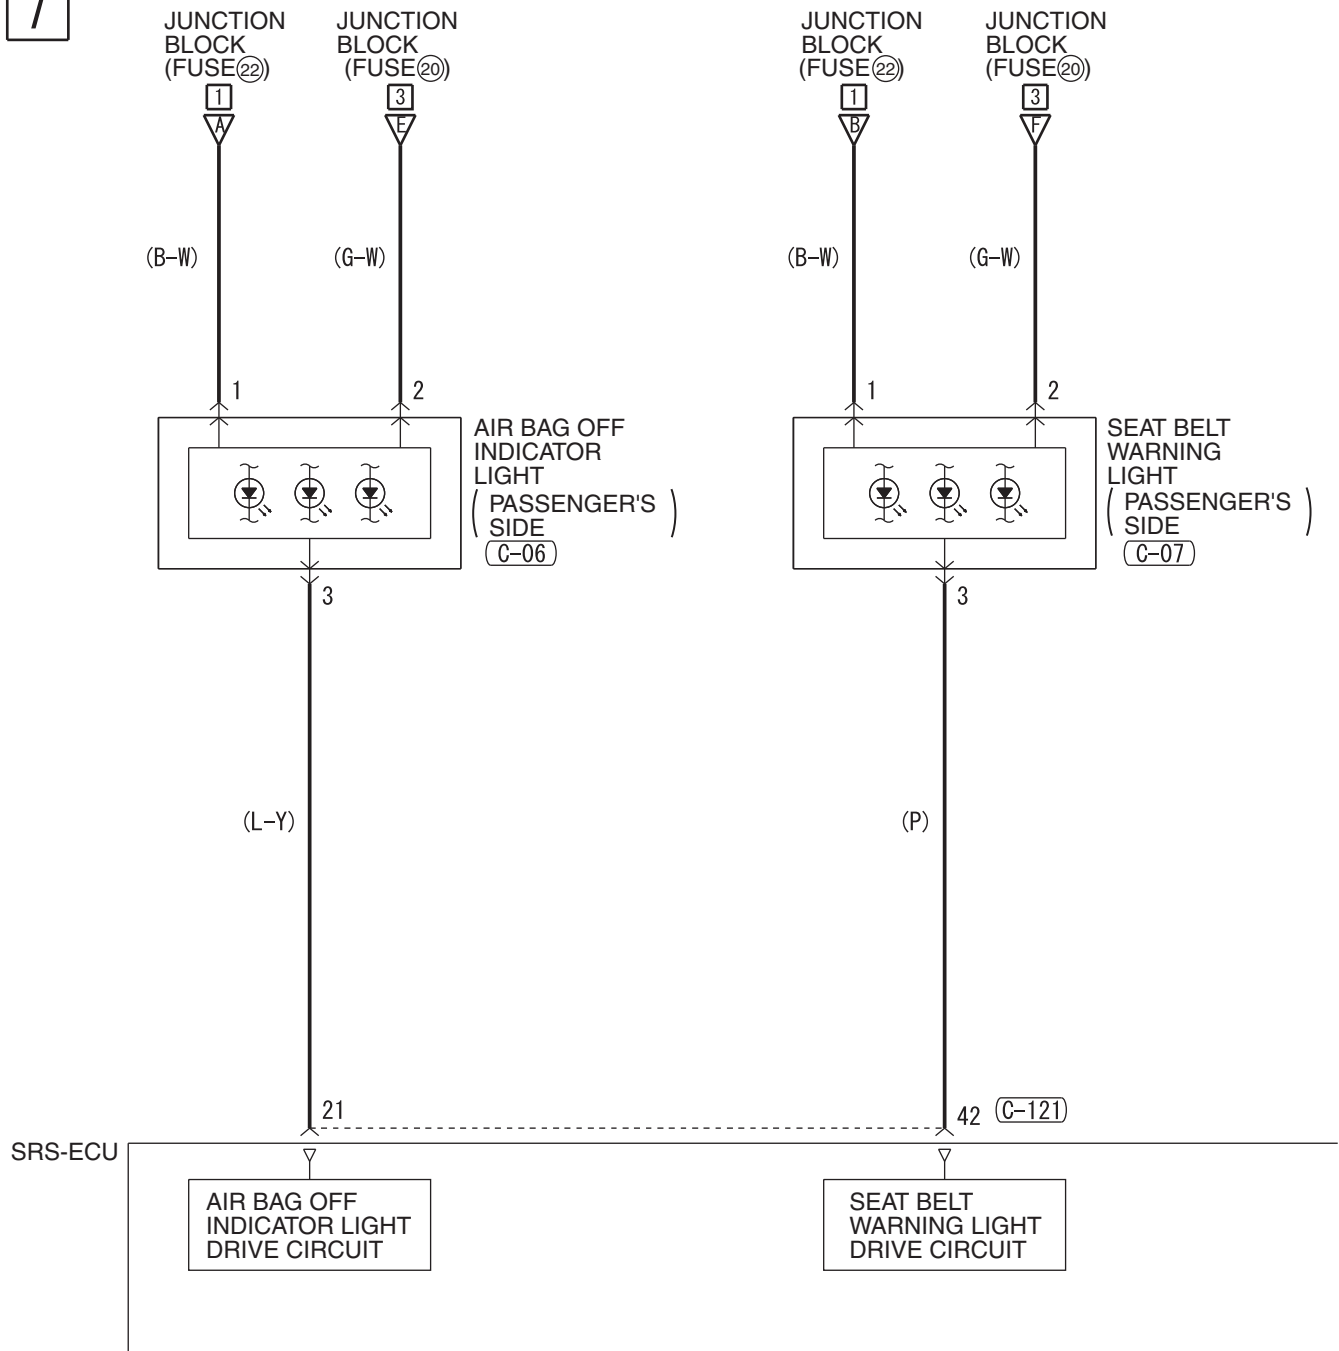 7
JUNCTION
BLOCK
(FUSE㉒)
1
A
JUNCTION
BLOCK
(FUSE⑳)
3
E
JUNCTION
BLOCK
(FUSE㉒)
1
B
JUNCTION
BLOCK
(FUSE⑳)
3
F
(B-W)
(G-W)
(B-W)
(G-W)
1
2
1
2
AIR BAG OFF
INDICATOR
LIGHT
(PASSENGER'S
SIDE)
C-06
SEAT BELT
WARNING
LIGHT
(PASSENGER'S
SIDE)
C-07
3
3
(L-Y)
(P)
21
42
C-121
SRS-ECU
AIR BAG OFF
INDICATOR LIGHT
DRIVE CIRCUIT
SEAT BELT
WARNING LIGHT
DRIVE CIRCUIT